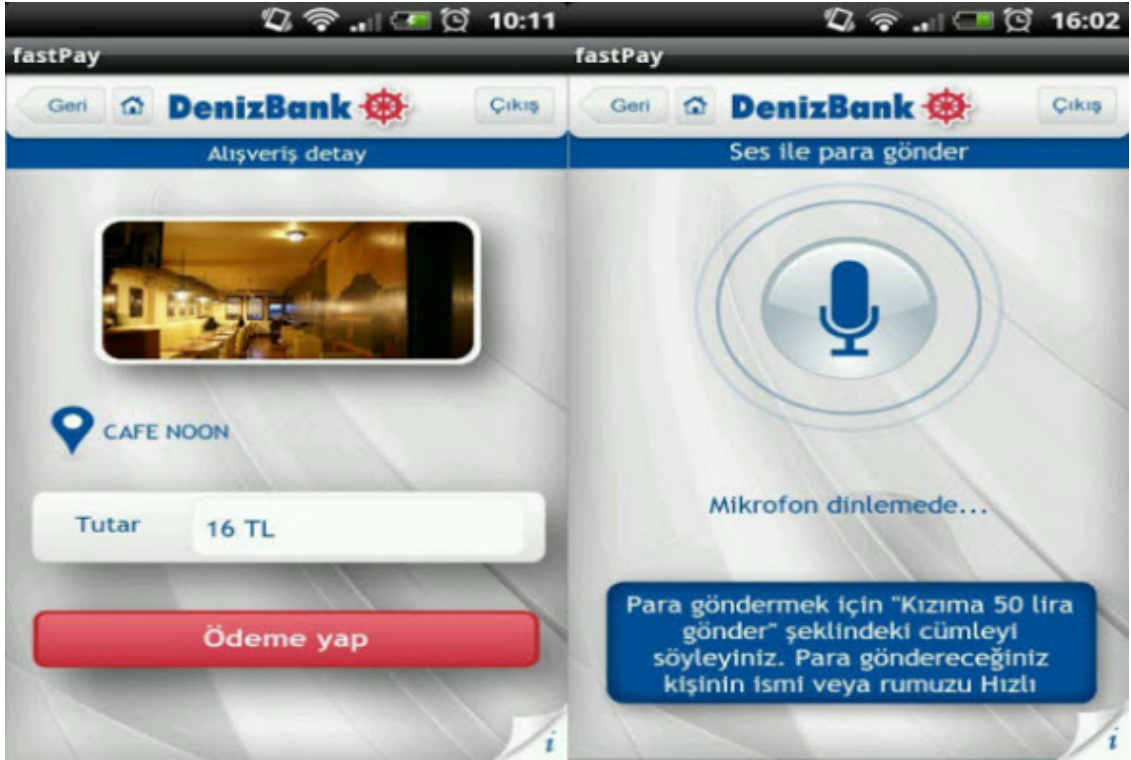 10:11
fastPay
Geri
DenizBank
Çıkış
Alışveriş detay
CAFE NOON
Tutar
16 TL
Ödeme yap
i
16:02
fastPay
Geri
DenizBank
Çıkış
Ses ile para gönder
Mikrofon dinlemede...
Para göndermek için "Kızıma 50 lira
gönder" şeklindeki cümleyi
söyleyiniz. Para göndereceğiniz
kişinin ismi veya rumuzu Hızlı
i